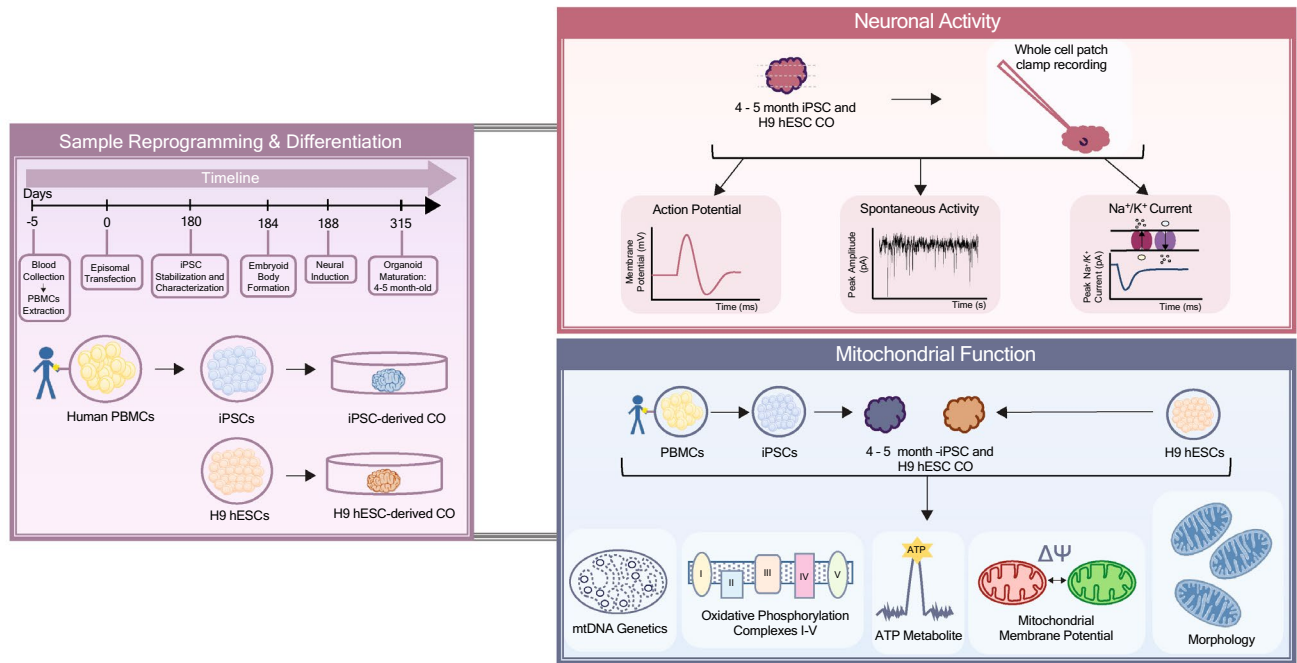 Sample Reprogramming & Differentiation
Timeline
Days
-5
0
180
184
188
315
Blood
Collection
PBMCs
Extraction
Episomal
Transfection
iPSC
Stabilization and
Characterization
Embryoid
Body
Formation
Neural
Induction
Organoid
Maturation:
4-5 month-old
Human PBMCs
iPSCs
iPSC-derived CO
H9 hESCs
H9 hESC-derived CO
Neuronal Activity
4 - 5 month iPSC and
H9 hESC CO
Whole cell patch
clamp recording
Action Potential
Membrane
Potential (mV)
Time (ms)
Spontaneous Activity
Peak Amplitude
(pA)
Time (s)
Na⁺/K⁺ Current
Peak Na⁺/K⁺
Current (pA)
Time (ms)
Mitochondrial Function
PBMCs
iPSCs
4 - 5 month -iPSC and
H9 hESC CO
H9 hESCs
mtDNA Genetics
I
II
III
IV
V
Oxidative Phosphorylation
Complexes I-V
ATP
ATP Metabolite
ΔΨ
Mitochondrial
Membrane Potential
Morphology